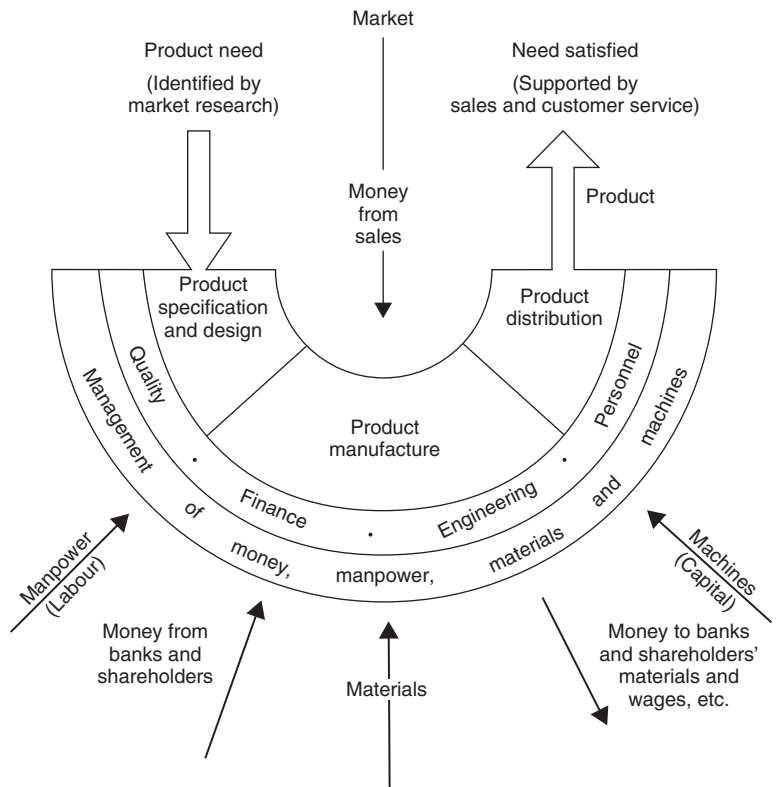 Market
Product need
(Identified by
market research)
Need satisfied
(Supported by
sales and customer service)
Money
from
sales
Product
Product
specification
and design
Product
distribution
Product
manufacture
Quality · Finance · Engineering · Personnel
Management of money, manpower, materials and machines
Manpower
(Labour)
Money from
banks and
shareholders
Materials
Money to banks
and shareholders’
materials and
wages, etc.
Machines
(Capital)